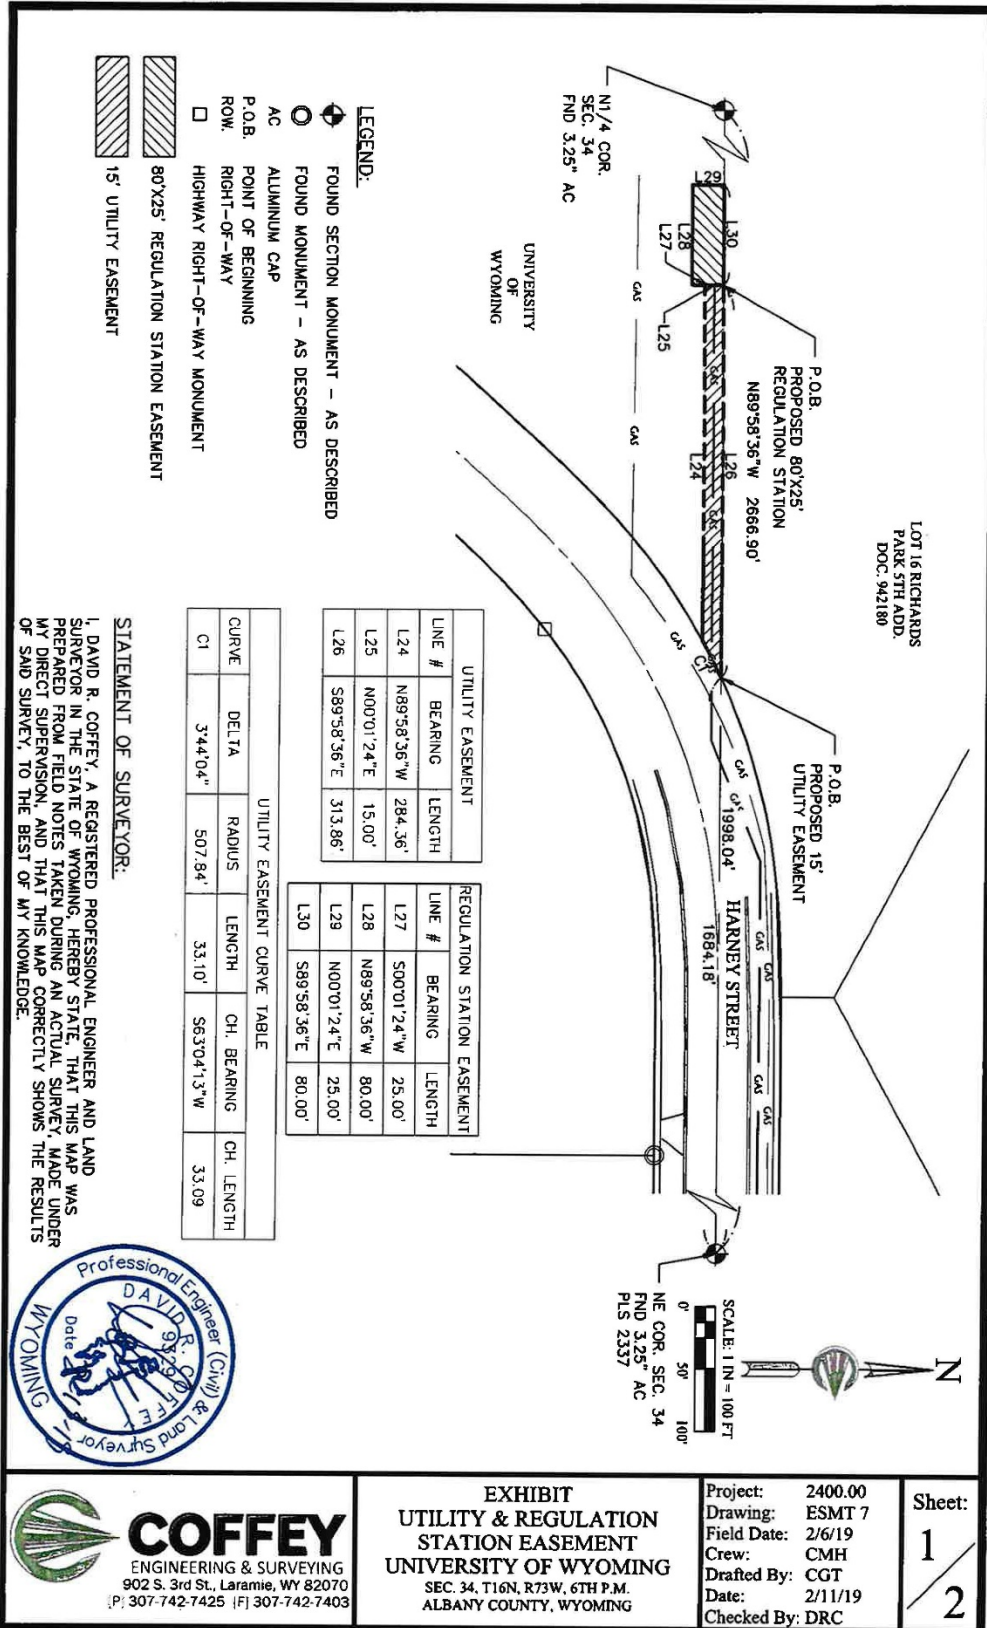 N1/4 COR.
SEC. 34
FND 3.25" AC
L29
L30
L28
L27
L25
P.O.B.
PROPOSED 80'X25'
REGULATION STATION
N89°58'36"W 2666.90'
L26
L24
GAS
GAS
GAS
GAS
GAS
GAS
C1
UNIVERSITY
OF
WYOMING
LOT 16 RICHARDS
PARK 5TH ADD.
DOC. 942180
P.O.B.
PROPOSED 15'
UTILITY EASEMENT
GAS
GAS
1998.04'
HARNEY STREET
1684.18'
GAS
GAS
GAS
GAS
GAS
N
SCALE: 1 IN = 100 FT
0' 50' 100'
NE COR. SEC. 34
FND 3.25" AC
PLS 2337
LEGEND:
FOUND SECTION MONUMENT - AS DESCRIBED
FOUND MONUMENT - AS DESCRIBED
AC ALUMINUM CAP
P.O.B. POINT OF BEGINNING
ROW. RIGHT-OF-WAY
HIGHWAY RIGHT-OF-WAY MONUMENT
80'X25' REGULATION STATION EASEMENT
15' UTILITY EASEMENT
UTILITY EASEMENT
LINE # BEARING LENGTH
L24 N89°58'36"W 284.36'
L25 N00°01'24"E 15.00'
L26 S89°58'36"E 313.86'
REGULATION STATION EASEMENT
LINE # BEARING LENGTH
L27 S00°01'24"W 25.00'
L28 N89°58'36"W 80.00'
L29 N00°01'24"E 25.00'
L30 S89°58'36"E 80.00'
UTILITY EASEMENT CURVE TABLE
CURVE DELTA RADIUS LENGTH CH. BEARING CH. LENGTH
C1 3°44'04" 507.84' 33.10' S63°04'13"W 33.09
STATEMENT OF SURVEYOR:
I, DAVID R. COFFEY, A REGISTERED PROFESSIONAL ENGINEER AND LAND
SURVEYOR IN THE STATE OF WYOMING, HEREBY STATE, THAT THIS MAP WAS
PREPARED FROM FIELD NOTES TAKEN DURING AN ACTUAL SURVEY, MADE UNDER
MY DIRECT SUPERVISION, AND THAT THIS MAP CORRECTLY SHOWS THE RESULTS
OF SAID SURVEY, TO THE BEST OF MY KNOWLEDGE.
Professional Engineer (Civil) & Land Surveyor
DAVID R. COFFEY
9329
Date
WYOMING
COFFEY
ENGINEERING & SURVEYING
902 S. 3rd St., Laramie, WY 82070
[P] 307-742-7425 [F] 307-742-7403
EXHIBIT
UTILITY & REGULATION
STATION EASEMENT
UNIVERSITY OF WYOMING
SEC. 34, T16N, R73W, 6TH P.M.
ALBANY COUNTY, WYOMING
Project: 2400.00
Drawing: ESMT 7
Field Date: 2/6/19
Crew: CMH
Drafted By: CGT
Date: 2/11/19
Checked By: DRC
Sheet:
1
2